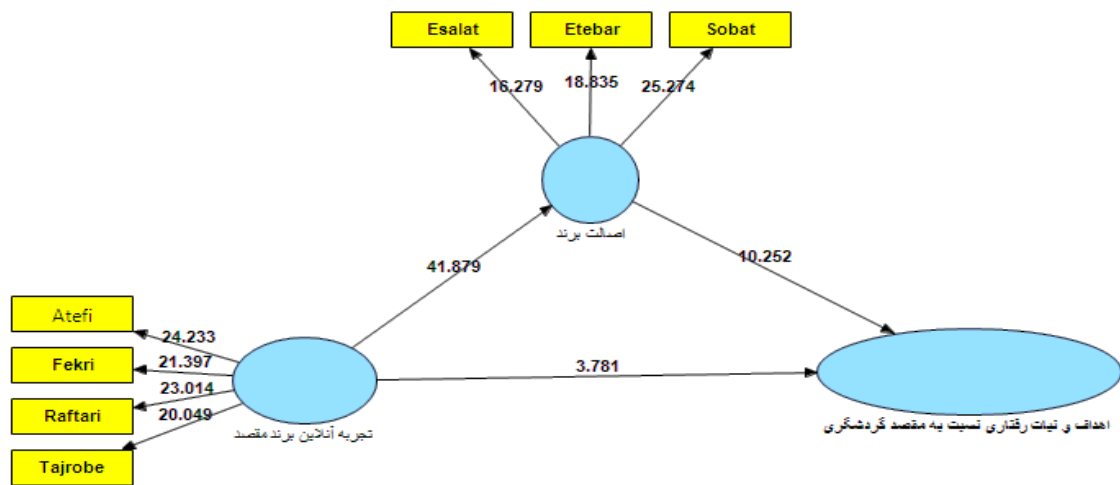 Esalat
Etebar
Sobat
16.279
18.835
25.274
اصالت برند
41.879
10.252
Atefi
24.233
Fekri
21.397
Raftari
23.014
Tajrobe
20.049
3.781
تجربه آنلاین برند مقصد
اهداف و نیات رفتاری نسبت به مقصد گردشگری